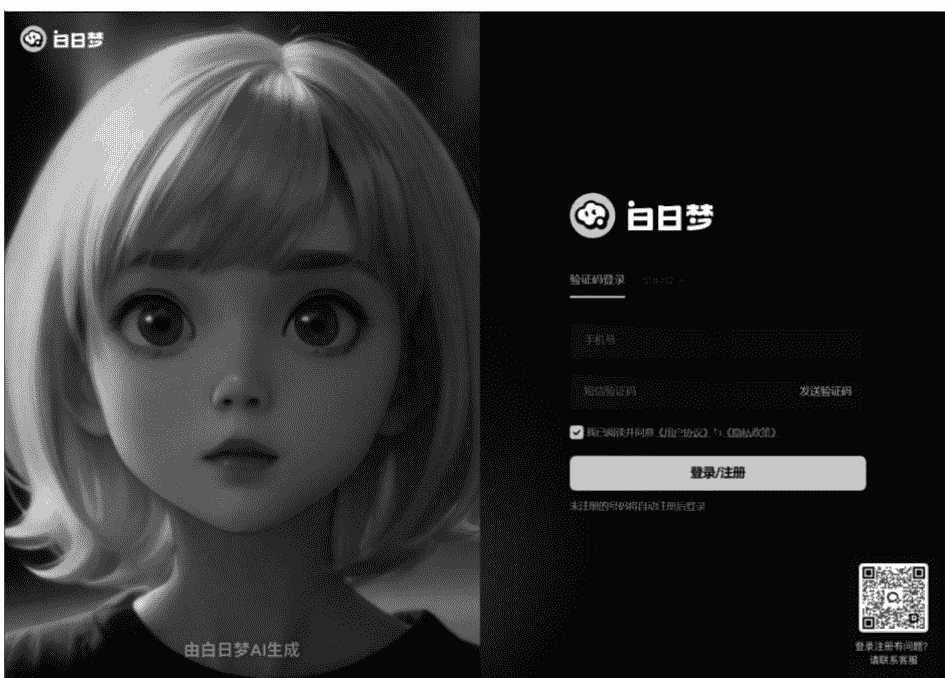 白日梦
白日梦
验证码登录
手机号
短信验证码 发送验证码
我已阅读并同意《用户协议》与《隐私政策》
登录/注册
未注册的号码将自动注册后登录
由白日梦AI生成
登录注册有问题?
请联系客服